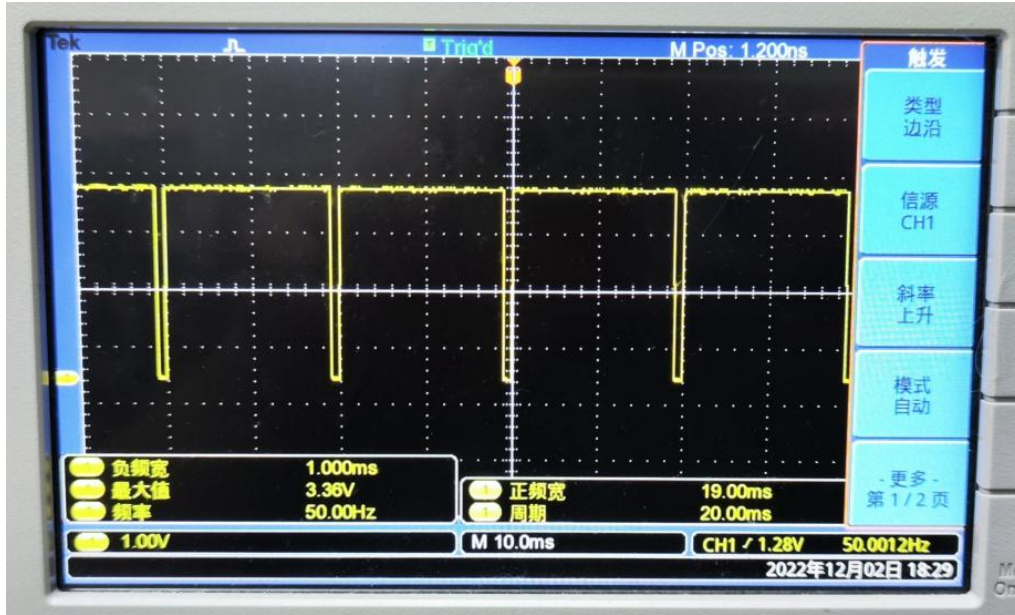 Tek
Trig'd
M Pos: 1.200ns
触发
类型
边沿
信源
CH1
斜率
上升
模式
自动
- 更多 -
第 1 / 2 页
负频宽 1.000ms
最大值 3.36V
频率 50.00Hz
1 正频宽 19.00ms
1 周期 20.00ms
1.00V
M 10.0ms
CH1 1.28V 50.0012Hz
2022年12月02日 18:29